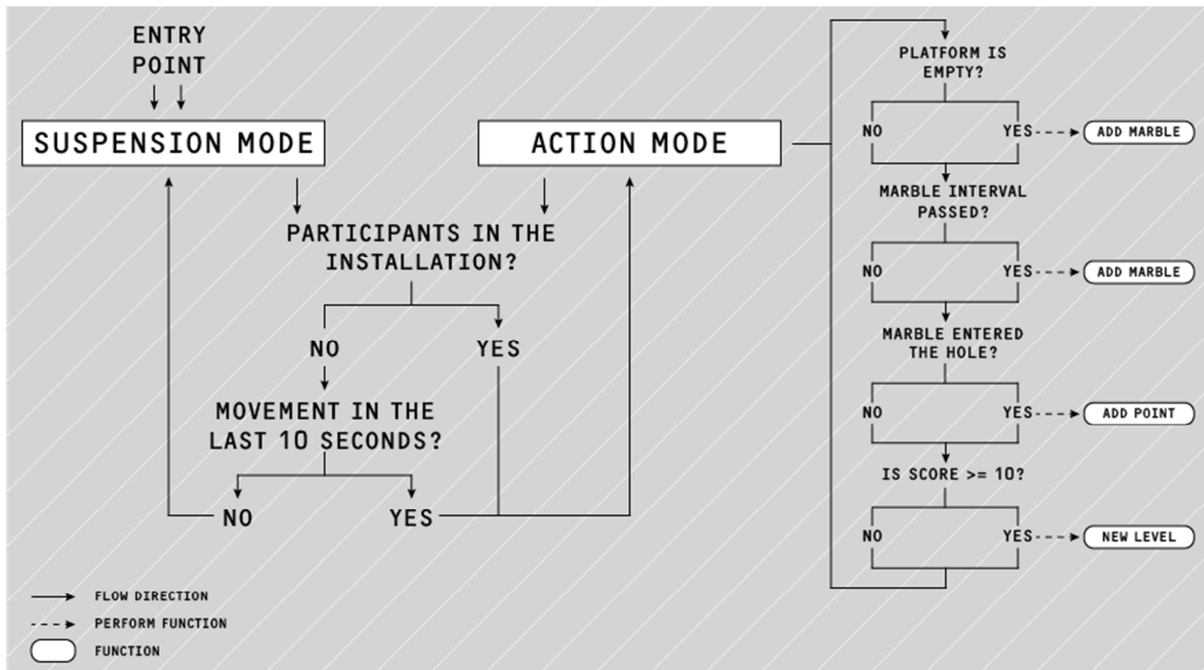 ENTRY
POINT
SUSPENSION MODE
ACTION MODE
PARTICIPANTS IN THE
INSTALLATION?
NO
YES
MOVEMENT IN THE
LAST 10 SECONDS?
NO
YES
PLATFORM IS
EMPTY?
NO
YES
ADD MARBLE
MARBLE INTERVAL
PASSED?
NO
YES
ADD MARBLE
MARBLE ENTERED
THE HOLE?
NO
YES
ADD POINT
IS SCORE >= 10?
NO
YES
NEW LEVEL
FLOW DIRECTION
PERFORM FUNCTION
FUNCTION